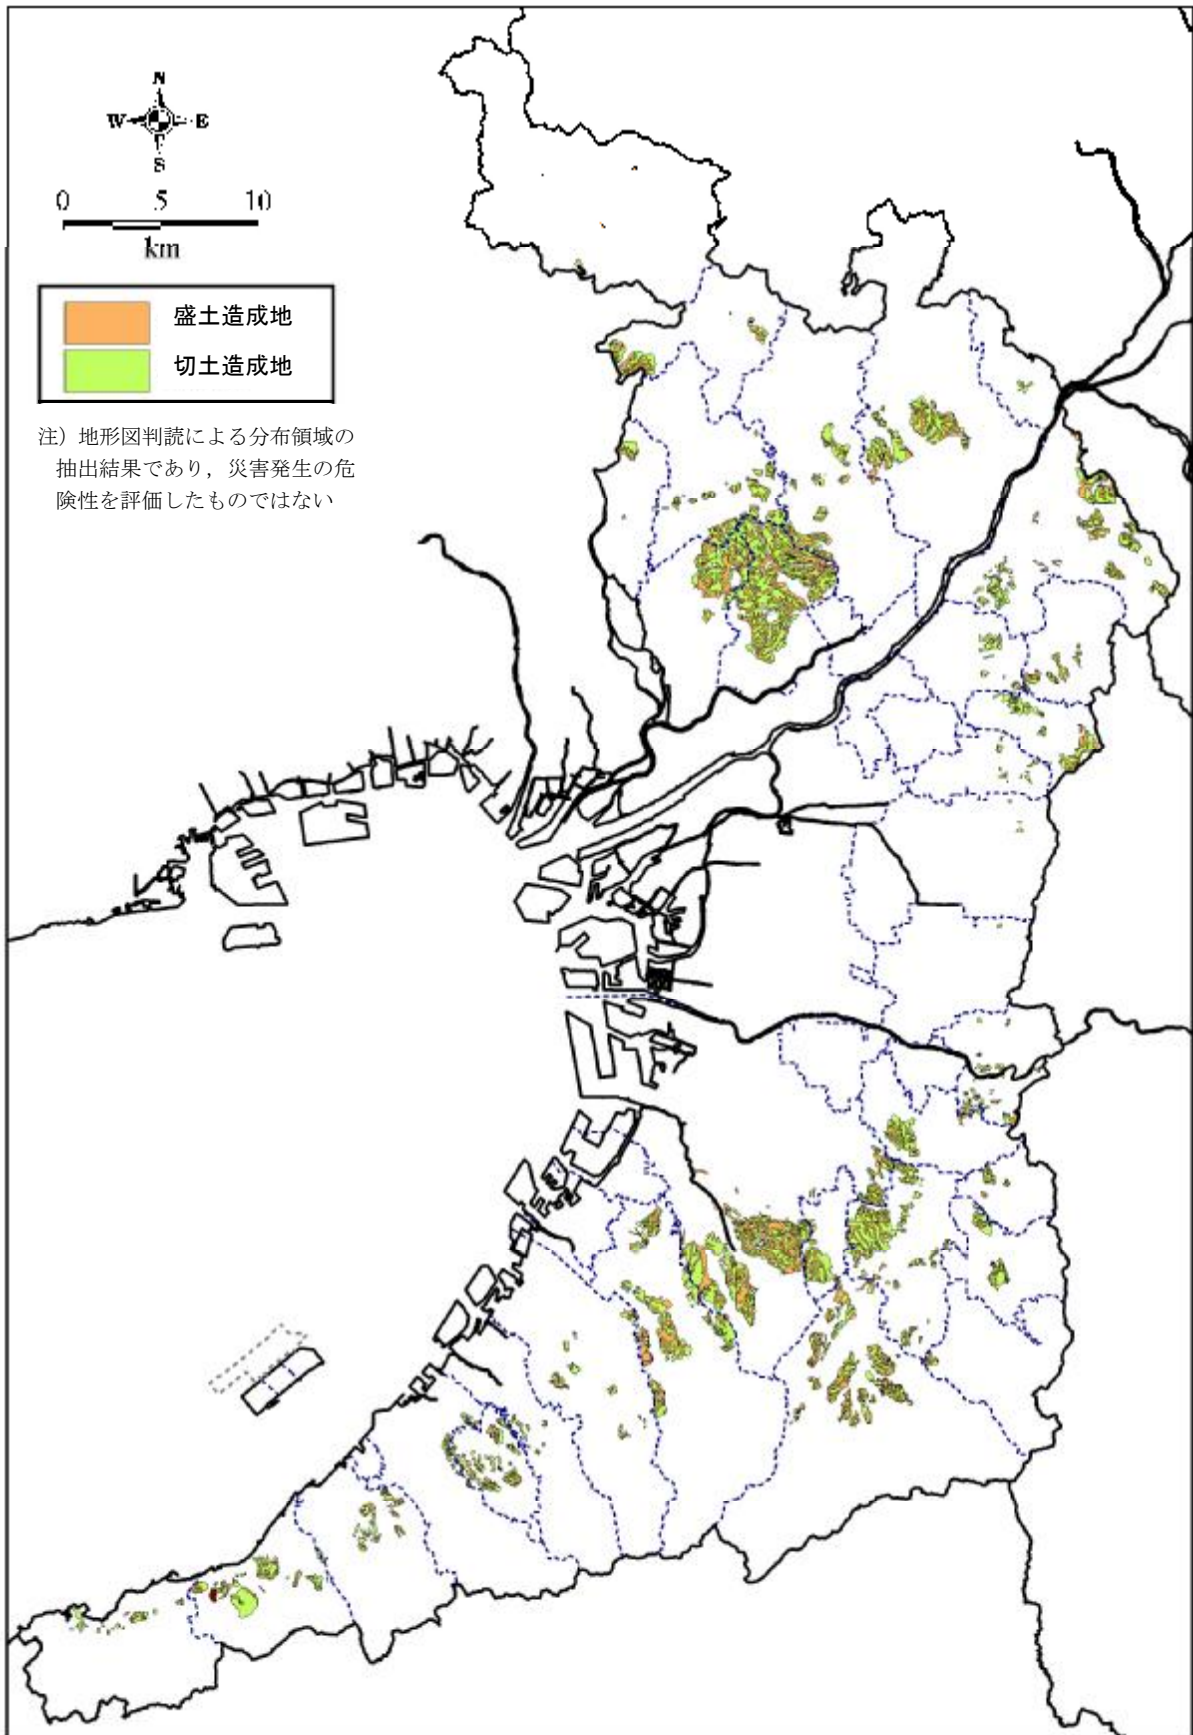 N
W E
S
0 5 10
km
盛土造成地
切土造成地
注）地形図判読による分布領域の
抽出結果であり，災害発生の危
険性を評価したものではない